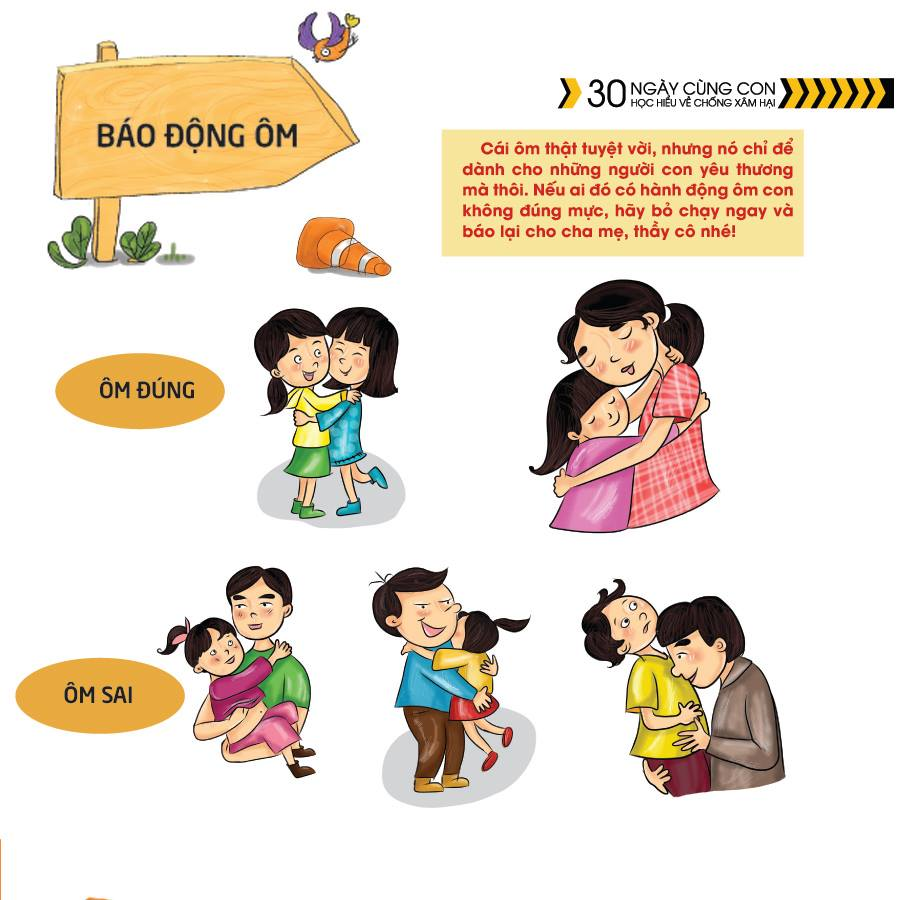 BÁO ĐỘNG ÔM
30 NGÀY CÙNG CON
HỌC HIỂU VỀ CHỐNG XÂM HẠI
Cái ôm thật tuyệt vời, nhưng nó chỉ để
dành cho những người con yêu thương
mà thôi. Nếu ai đó có hành động ôm con
không đúng mực, hãy bỏ chạy ngay và
báo lại cho cha mẹ, thầy cô nhé!
ÔM ĐÚNG
ÔM SAI